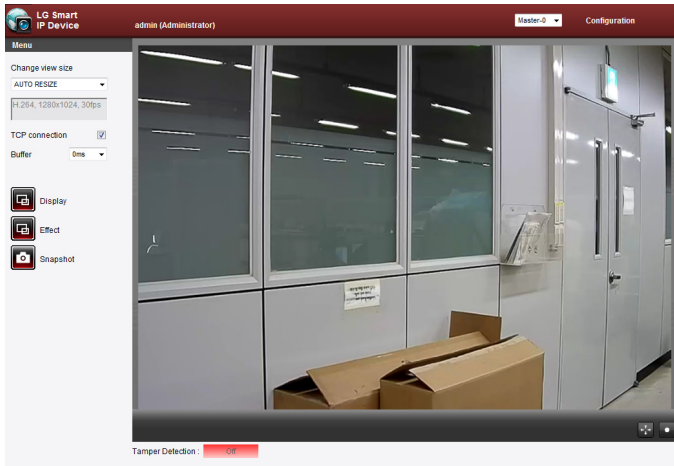 LG Smart
IP Device
admin (Administrator)
Master-0
Configuration
Menu
Change view size
AUTO RESIZE
H.264, 1280x1024, 30fps
TCP connection
Buffer
0ms
Display
Effect
Snapshot
Tamper Detection :
Off